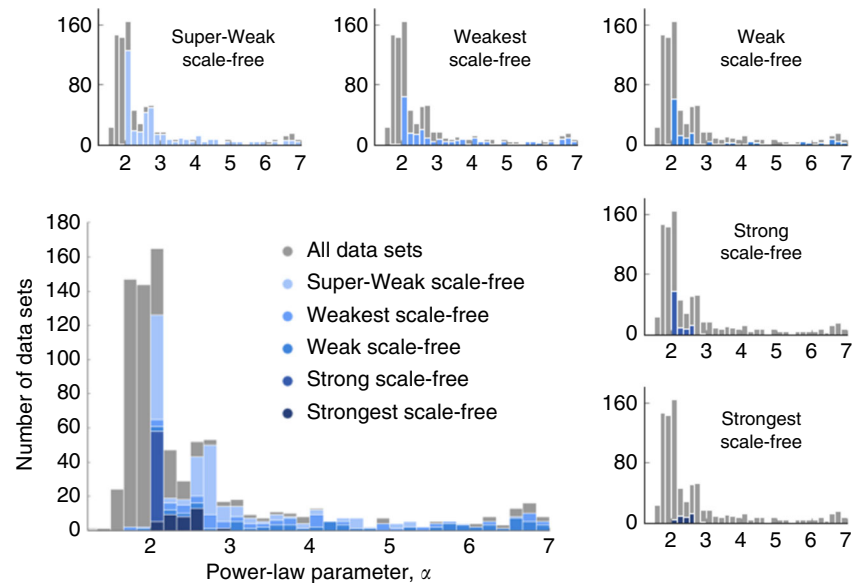 160
80
0
2 3 4 5 6 7
Super-Weak
scale-free
160
80
0
2 3 4 5 6 7
Weakest
scale-free
160
80
0
2 3 4 5 6 7
Weak
scale-free
Number of data sets
180
160
140
120
100
80
60
40
20
0
2 3 4 5 6 7
Power-law parameter, α
All data sets
Super-Weak scale-free
Weakest scale-free
Weak scale-free
Strong scale-free
Strongest scale-free
160
80
0
2 3 4 5 6 7
Strong
scale-free
160
80
0
2 3 4 5 6 7
Strongest
scale-free